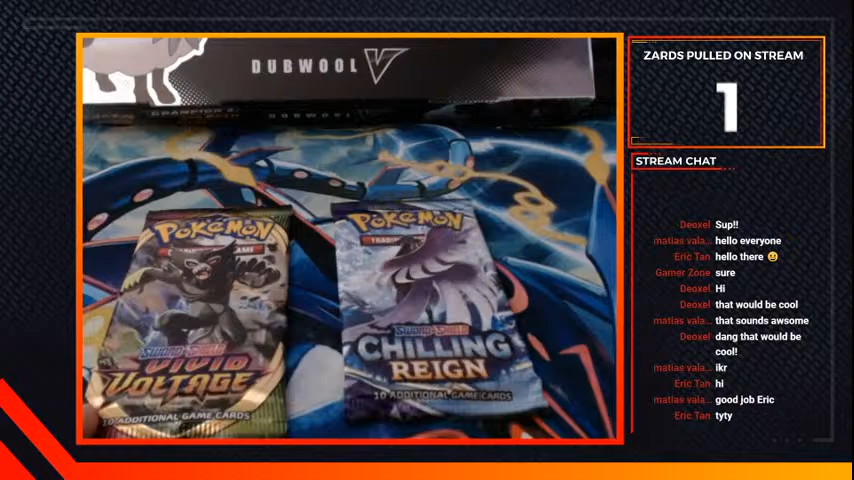 DUBWOOL V
CHAMPION'S
DUBWOOL V
POKéMON
POKéMON
SWORD & SHIELD
VIVID
VOLTAGE
10 ADDITIONAL GAME CARDS
SWORD & SHIELD
CHILLING
REIGN
10 ADDITIONAL GAME CARDS
ZARDS PULLED ON STREAM
1
STREAM CHAT
Deoxel Sup!!
matias vala... hello everyone
Eric Tan hello there 😀
Gamer Zone sure
Deoxel Hi
Deoxel that would be cool
matias vala... that sounds awsome
Deoxel dang that would be
cool!
matias vala... ikr
Eric Tan hi
matias vala... good job Eric
Eric Tan tyty